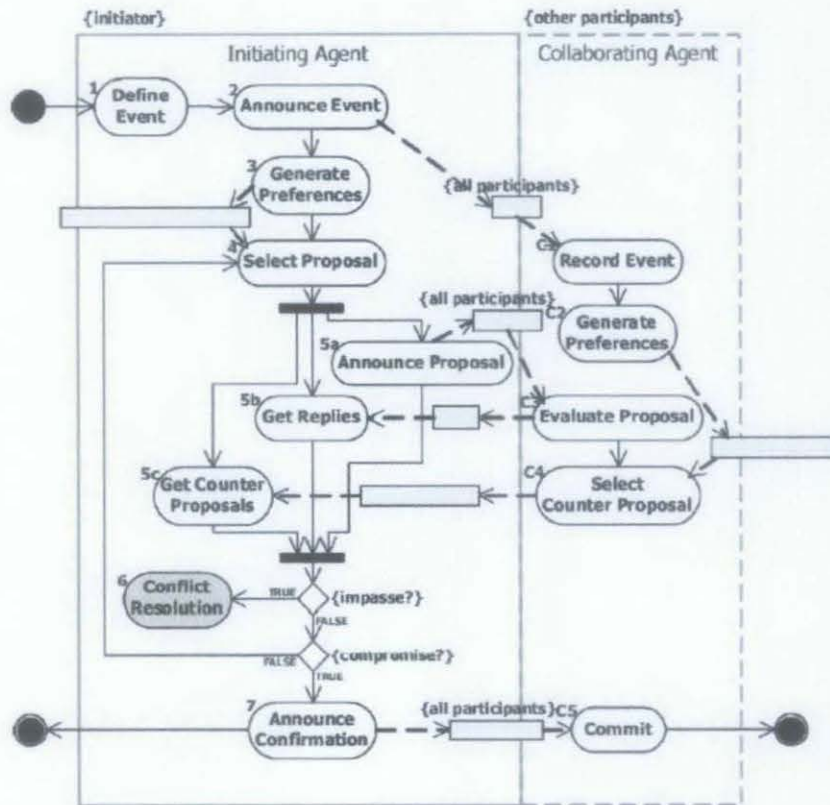 {initiator}
{other participants}
Initiating Agent
Collaborating Agent
1
Define
Event
2
Announce Event
3
Generate
Preferences
{all participants}
4
Select Proposal
Record Event
{all participants}
C2
Generate
Preferences
5a
Announce Proposal
5b
Get Replies
C3
Evaluate Proposal
5c
Get Counter
Proposals
C4
Select
Counter Proposal
6
Conflict
Resolution
TRUE
{impasse?}
FALSE
FALSE
{compromise?}
TRUE
7
Announce
Confirmation
{all participants}
C5
Commit